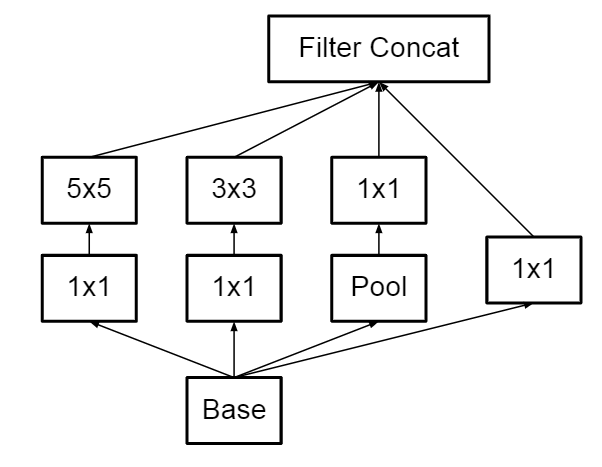 Filter Concat
5x5
3x3
1x1
1x1
1x1
Pool
1x1
Base